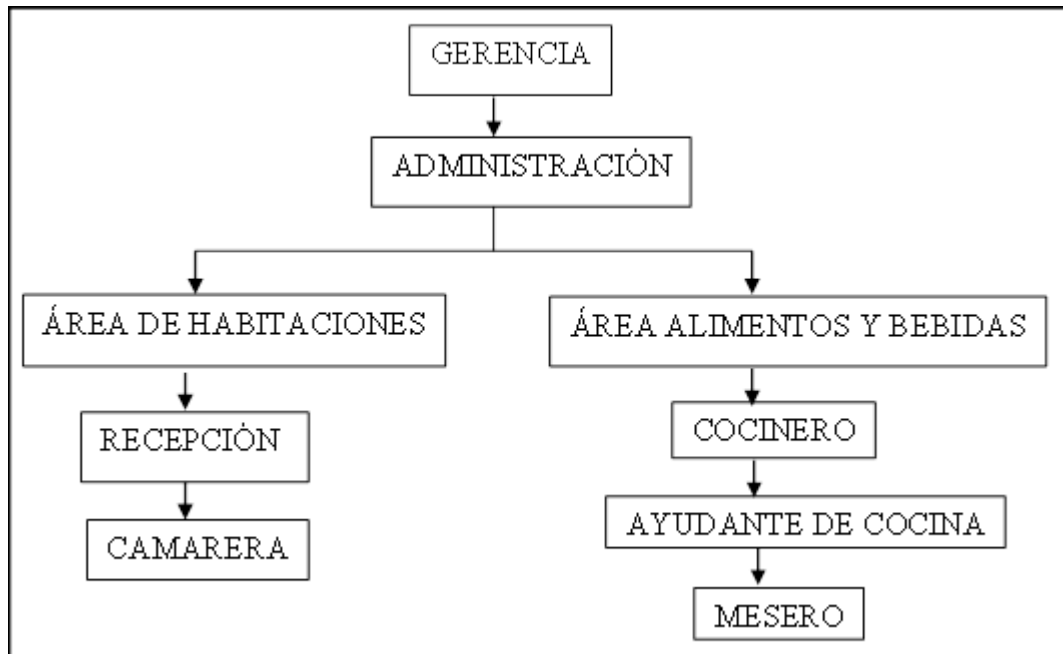 GERENCIA
ADMINISTRACIÓN
ÁREA DE HABITACIONES
ÁREA ALIMENTOS Y BEBIDAS
RECEPCIÓN
COCINERO
CAMARERA
AYUDANTE DE COCINA
MESERO